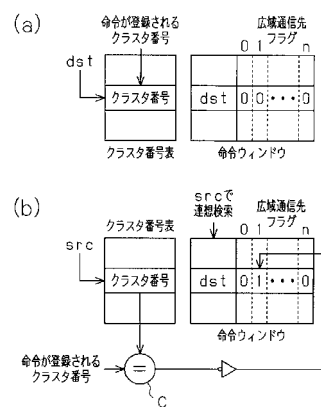 (a)
命令が登録される
クラスタ番号
広域通信先
フラグ
0 1 n
dst
クラスタ番号
dst 0 0 ・・・ 0
クラスタ番号表
命令ウィンドウ
(b)
クラスタ番号表
srcで
連想検索
広域通信先
フラグ
0 1 n
src
クラスタ番号
dst 0 1 ・・・ 0
命令ウィンドウ
命令が登録される
クラスタ番号
=
C